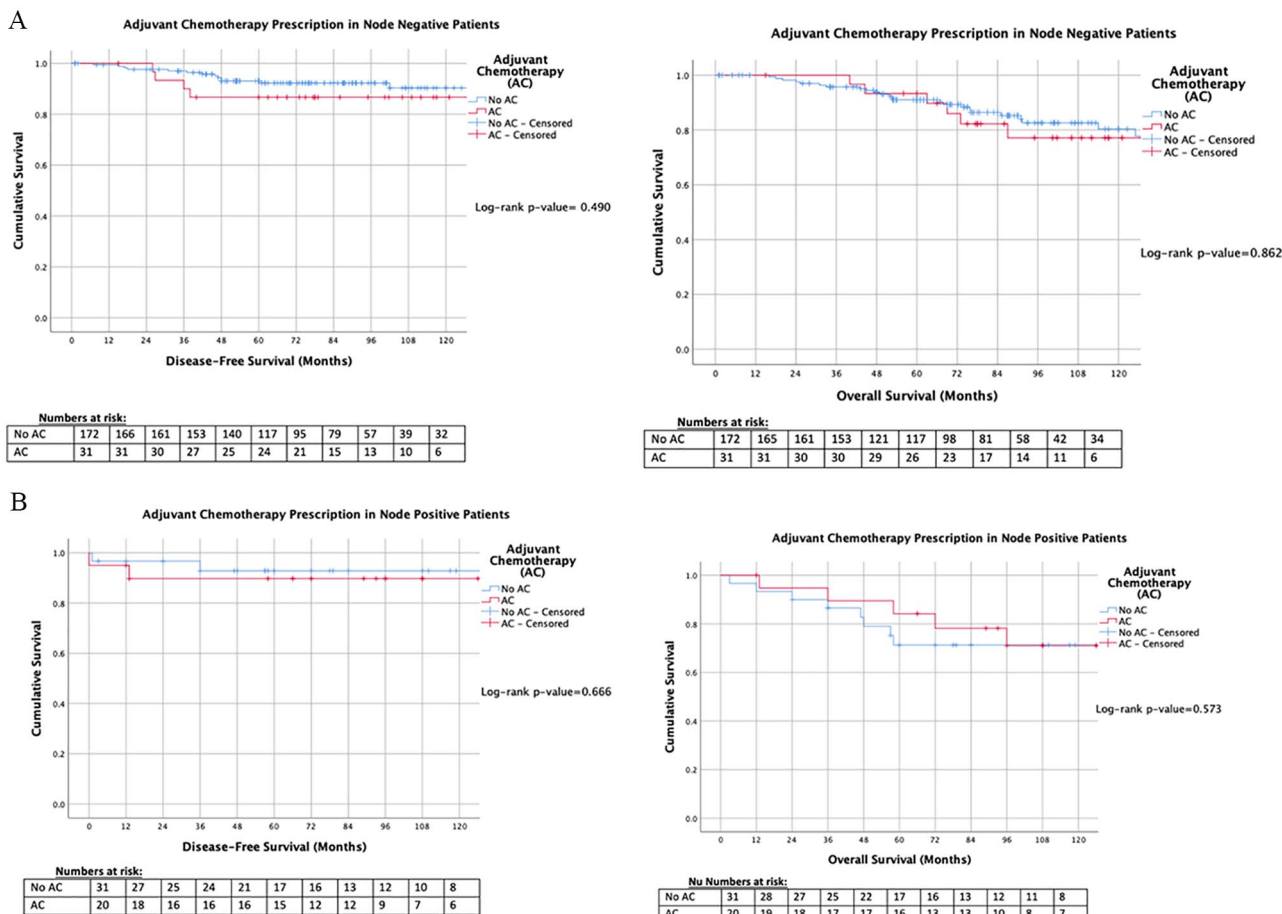 A
Adjuvant Chemotherapy Prescription in Node Negative Patients
Cumulative Survival
1.0
0.8
0.6
0.4
0.2
0.0
0 12 24 36 48 60 72 84 96 108 120
Disease-Free Survival (Months)
Adjuvant
Chemotherapy
(AC)
No AC
AC
No AC - Censored
AC - Censored
Log-rank p-value= 0.490
Numbers at risk:
No AC 172 166 161 153 140 117 95 79 57 39 32
AC 31 31 30 27 25 24 21 15 13 10 6
Adjuvant Chemotherapy Prescription in Node Negative Patients
Cumulative Survival
1.0
0.8
0.6
0.4
0.2
0.0
0 12 24 36 48 60 72 84 96 108 120
Overall Survival (Months)
Adjuvant
Chemotherapy
(AC)
No AC
AC
No AC - Censored
AC - Censored
Log-rank p-value=0.862
Numbers at risk:
No AC 172 165 161 153 121 117 98 81 58 42 34
AC 31 31 30 30 29 26 23 17 14 11 6
B
Adjuvant Chemotherapy Prescription in Node Positive Patients
Cumulative Survival
1.0
0.8
0.6
0.4
0.2
0.0
0 12 24 36 48 60 72 84 96 108 120
Disease-Free Survival (Months)
Adjuvant
Chemotherapy
(AC)
No AC
AC
No AC - Censored
AC - Censored
Log-rank p-value=0.666
Numbers at risk:
No AC 31 27 25 24 21 17 16 13 12 10 8
AC 20 18 16 16 16 15 12 12 9 7 6
Adjuvant Chemotherapy Prescription in Node Positive Patients
Cumulative Survival
1.0
0.8
0.6
0.4
0.2
0.0
0 12 24 36 48 60 72 84 96 108 120
Overall Survival (Months)
Adjuvant
Chemotherapy
(AC)
No AC
AC
No AC - Censored
AC - Censored
Log-rank p-value=0.573
Nu Numbers at risk:
No AC 31 28 27 25 22 17 16 13 12 11 8
AC 20 19 18 17 17 16 13 13 10 8 7